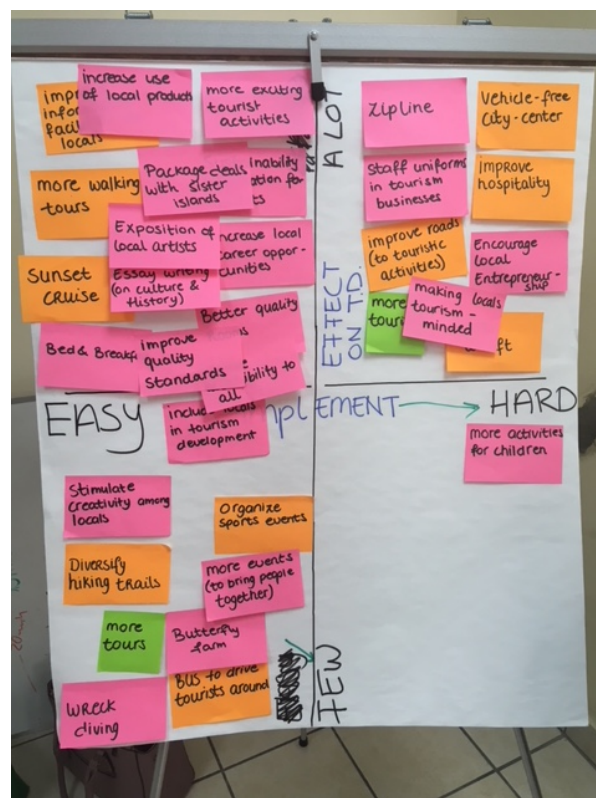 increase use
of local products
more exciting
tourist
activities
locals
more walking
tours
Package deals
with sister
islands
Exposition of
local artists
increase local
career oppor-
tunities
Sunset
cruise
Essay writing
(on culture &
History)
Better quality
Bed & Breakf
improve
quality
standards
all
include locals
in tourism
development
A LOT
EFFECT
ON T.D.
zipline
vehicle-free
city-center
Staff uniforms
in tourism
businesses
improve
hospitality
improve roads
(to touristic
activities)
Encourage
local
Entrepreneur-
ship
more
making locals
tourism-
minded
EASY
IMPLEMENT
HARD
more activities
for children
Stimulate
creativity among
locals
Organize
sports events
Diversify
hiking trails
more events
(to bring people
together)
more
tours
Butterfly
farm
BUS to drive
tourists around
wreck
diving
FEW